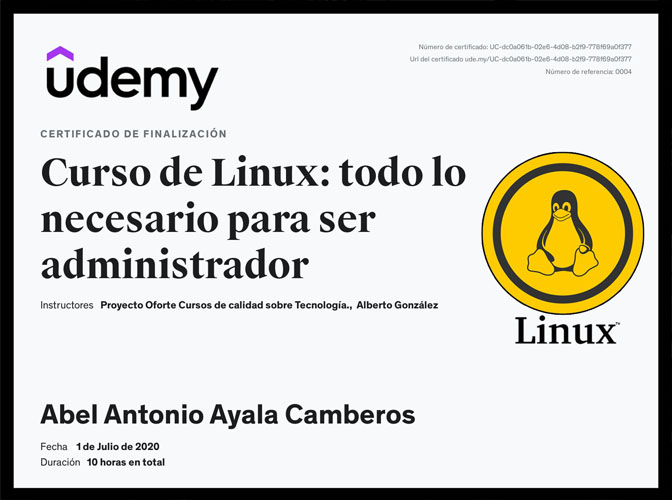 Número de certificado: UC-dc0a061b-02e6-4d08-b2f9-778f69a0f377
Url del certificado ude.my/UC-dc0a061b-02e6-4d08-b2f9-778f69a0f377
Número de referencia: 0004
udemy
CERTIFICADO DE FINALIZACIÓN
Curso de Linux: todo lo
necesario para ser
administrador
Instructores Proyecto Oforte Cursos de calidad sobre Tecnología., Alberto González
Linux™
Abel Antonio Ayala Camberos
Fecha 1 de Julio de 2020
Duración 10 horas en total